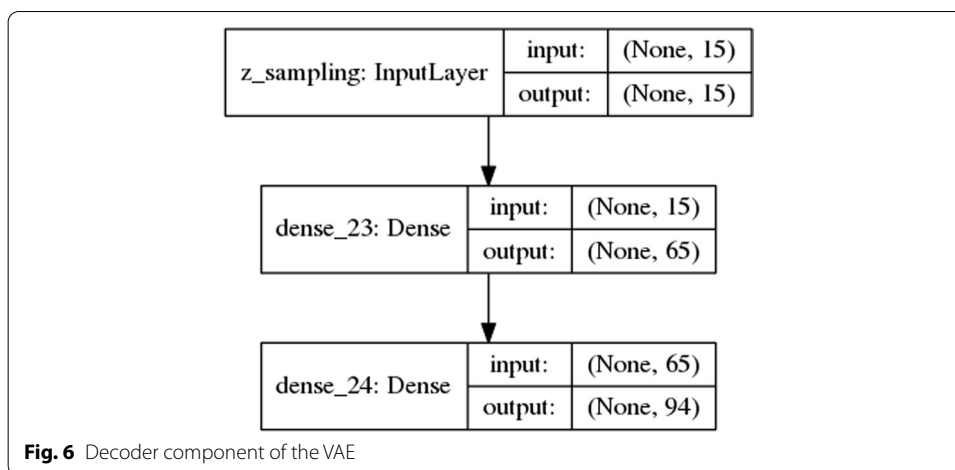 z_sampling: InputLayer
input: (None, 15)
output: (None, 15)
dense_23: Dense
input: (None, 15)
output: (None, 65)
dense_24: Dense
input: (None, 65)
output: (None, 94)
Fig. 6 Decoder component of the VAE